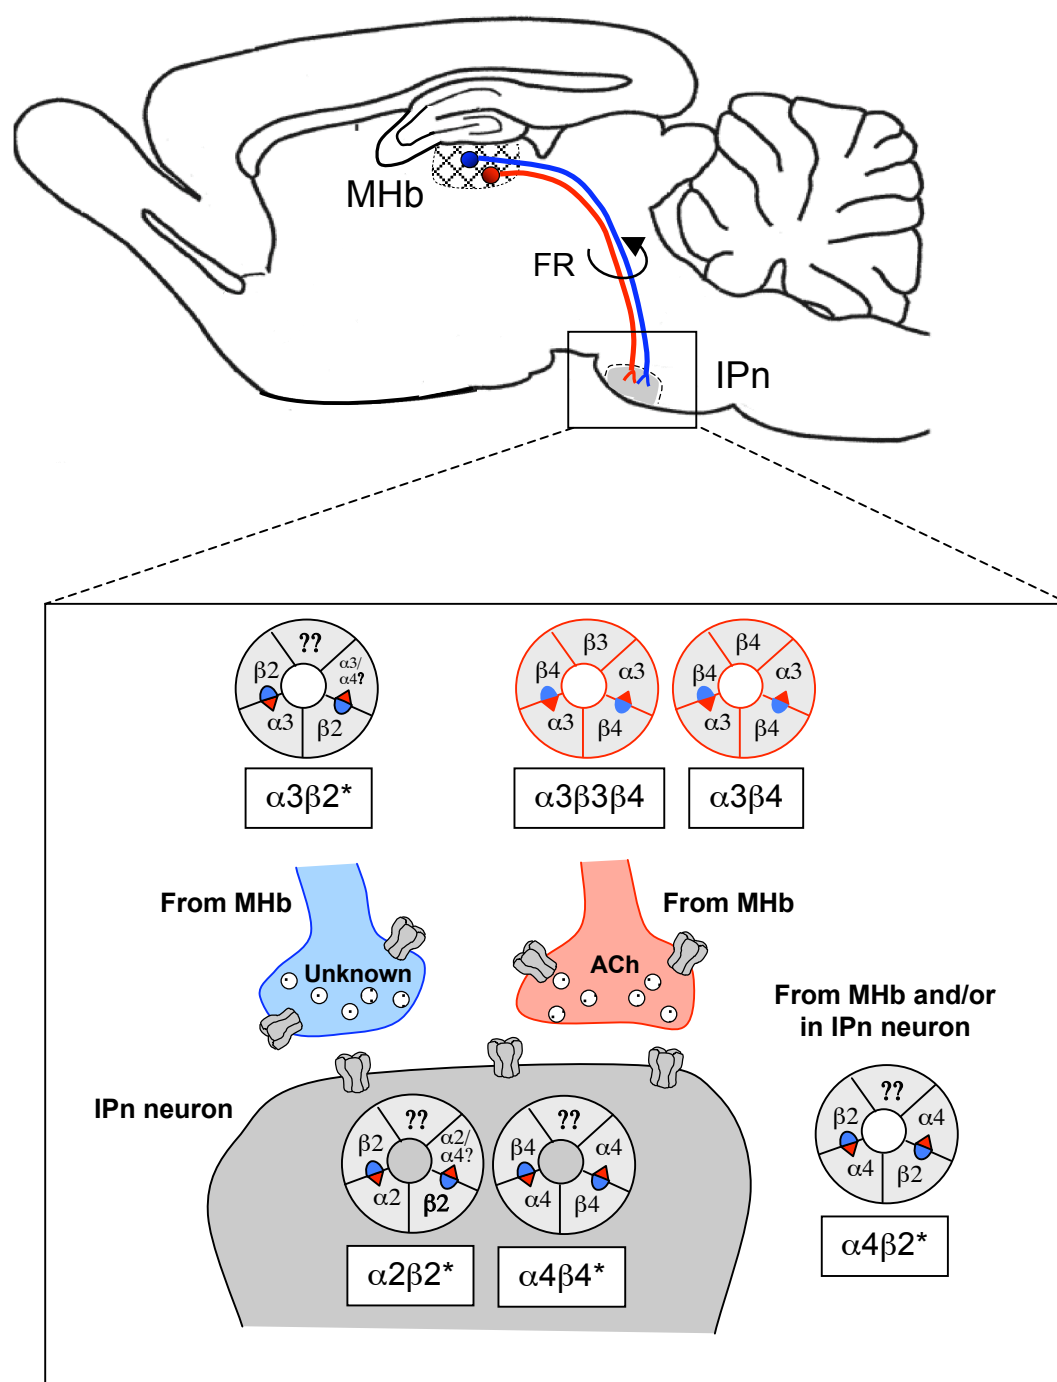 MHb
FR
IPn
??
β2
α3/
α4?
α3
β2
α3β2*
β3
β4
α3
α3
β4
α3β3β4
β4
β4
α3
α3
β4
α3β4
From MHb
Unknown
From MHb
ACh
From MHb and/or
in IPn neuron
IPn neuron
??
β2
α2/
α4?
α2
β2
α2β2*
??
β4
α4
α4
β4
α4β4*
??
β2
α4
α4
β2
α4β2*